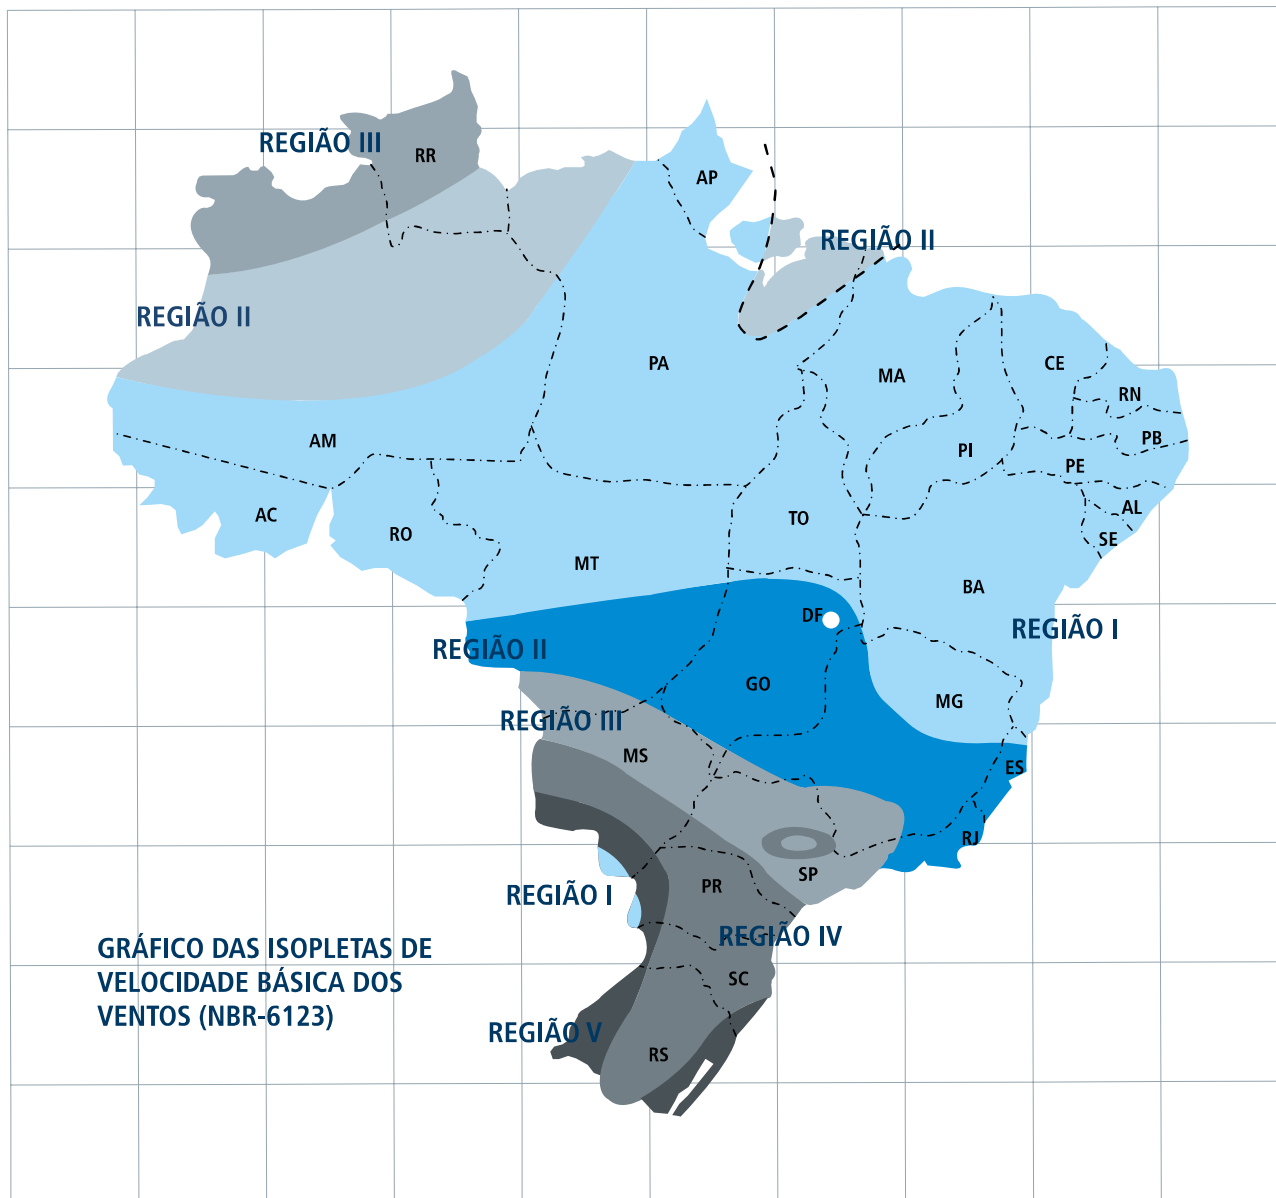 REGIÃO III
RR
AP
REGIÃO II
REGIÃO II
PA
MA
CE
RN
AM
PI
PB
PE
AC
RO
TO
AL
SE
MT
BA
DF
REGIÃO I
REGIÃO II
GO
MG
REGIÃO III
MS
ES
RJ
SP
PR
REGIÃO I
REGIÃO IV
GRÁFICO DAS ISOPLETAS DE
VELOCIDADE BÁSICA DOS
VENTOS (NBR-6123)
SC
REGIÃO V
RS